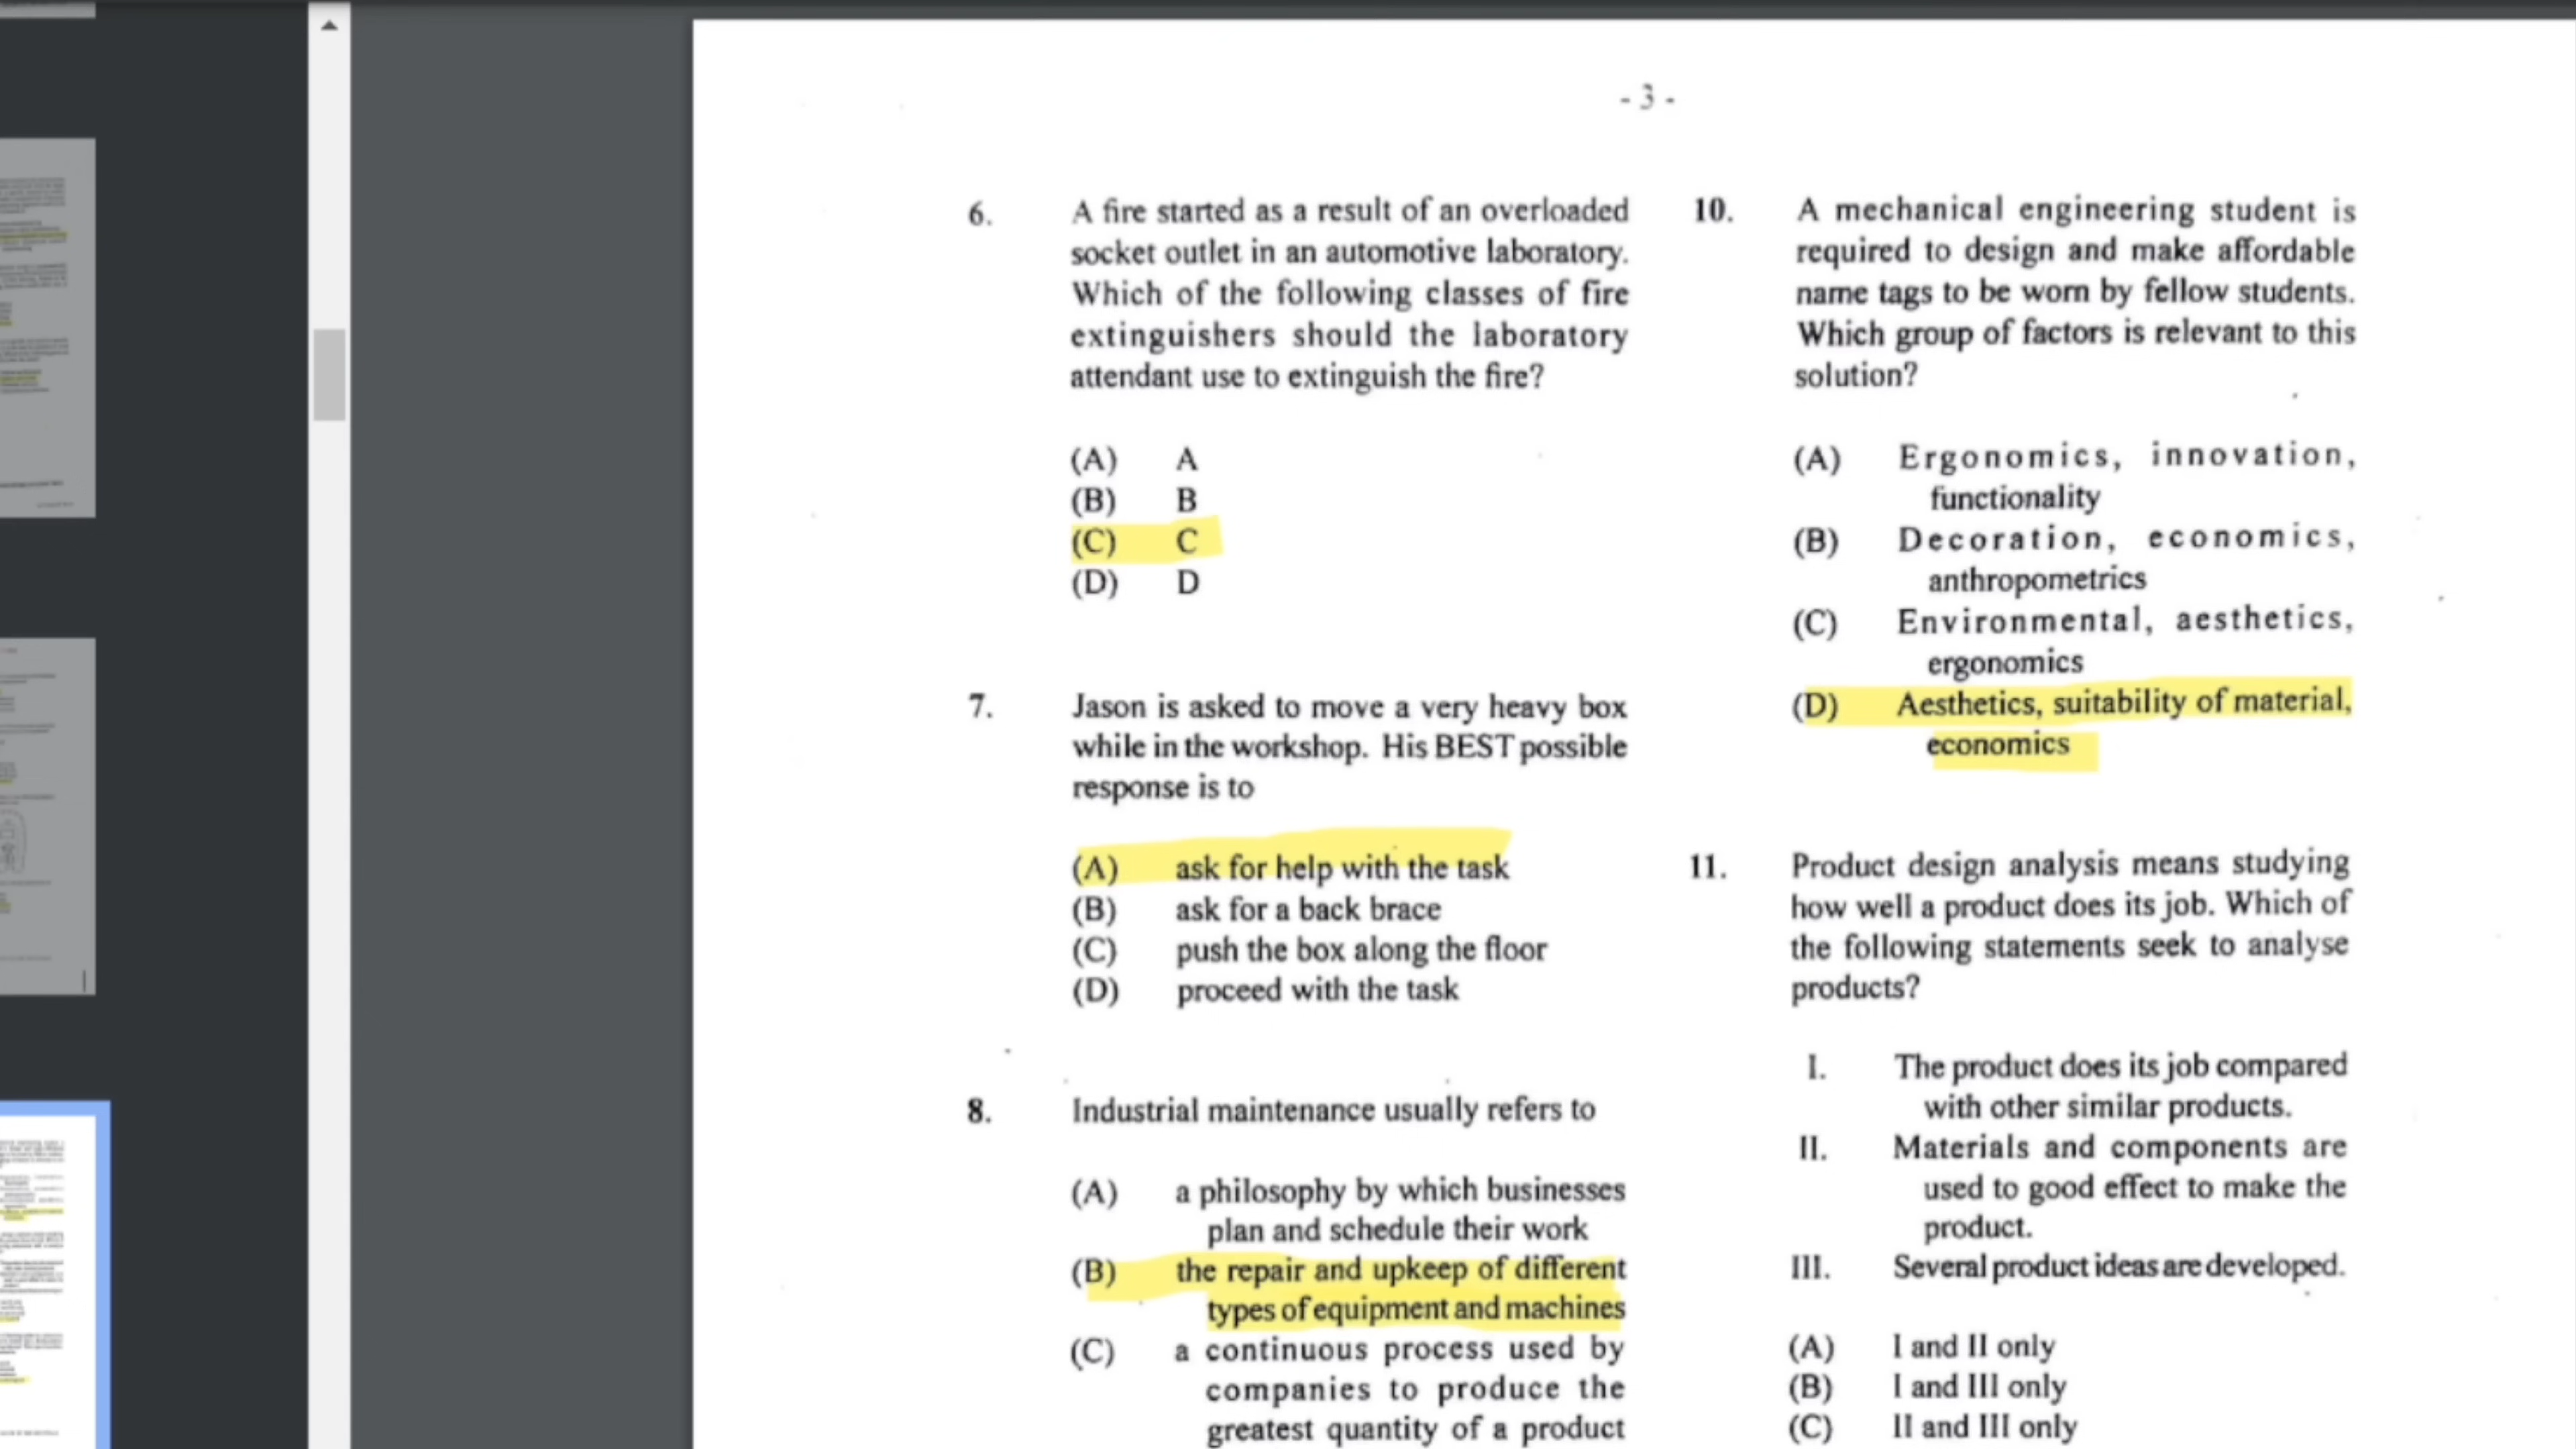 - 3 -
6. A fire started as a result of an overloaded
socket outlet in an automotive laboratory.
Which of the following classes of fire
extinguishers should the laboratory
attendant use to extinguish the fire?
(A) A
(B) B
(C) C
(D) D
7. Jason is asked to move a very heavy box
while in the workshop. His BEST possible
response is to
(A) ask for help with the task
(B) ask for a back brace
(C) push the box along the floor
(D) proceed with the task
8. Industrial maintenance usually refers to
(A) a philosophy by which businesses
plan and schedule their work
(B) the repair and upkeep of different
types of equipment and machines
(C) a continuous process used by
companies to produce the
greatest quantity of a product
10. A mechanical engineering student is
required to design and make affordable
name tags to be worn by fellow students.
Which group of factors is relevant to this
solution?
(A) Ergonomics, innovation,
functionality
(B) Decoration, economics,
anthropometrics
(C) Environmental, aesthetics,
ergonomics
(D) Aesthetics, suitability of material,
economics
11. Product design analysis means studying
how well a product does its job. Which of
the following statements seek to analyse
products?
I. The product does its job compared
with other similar products.
II. Materials and components are
used to good effect to make the
product.
III. Several product ideas are developed.
(A) I and II only
(B) I and III only
(C) II and III only